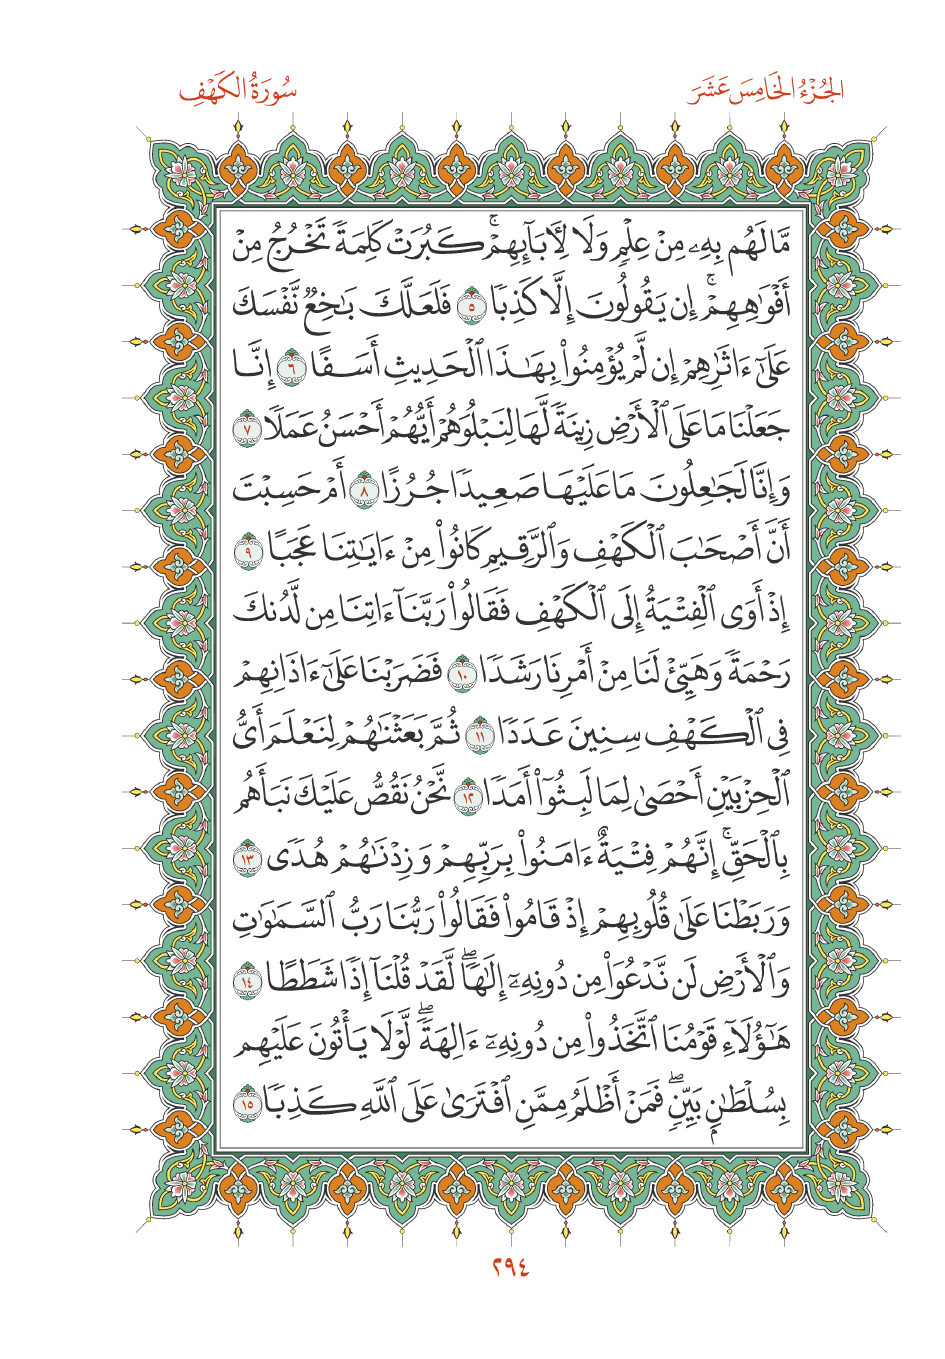 الجُزْءُ الخَامِسَ عَشَرَ
سُورَةُ الكَهْفِ
مَّا لَهُم بِهِۦ مِنْ عِلْمٍۢ وَلَا لِأَبَآئِهِمْۚ كَبُرَتْ كَلِمَةًۭ تَخْرُجُ مِنْ
أَفْوَٰهِهِمْۚ إِن يَقُولُونَ إِلَّا كَذِبًۭا ٥ فَلَعَلَّكَ بَٰخِعٌۭ نَّفْسَكَ
عَلَىٰٓ ءَاثَٰرِهِمْ إِن لَّمْ يُؤْمِنُوا۟ بِهَٰذَا ٱلْحَدِيثِ أَسَفًا ٦ إِنَّا
جَعَلْنَا مَا عَلَى ٱلْأَرْضِ زِينَةًۭ لَّهَا لِنَبْلُوَهُمْ أَيُّهُمْ أَحْسَنُ عَمَلًۭا ٧
وَإِنَّا لَجَٰعِلُونَ مَا عَلَيْهَا صَعِيدًۭا جُرُزًا ٨ أَمْ حَسِبْتَ
أَنَّ أَصْحَٰبَ ٱلْكَهْفِ وَٱلرَّقِيمِ كَانُوا۟ مِنْ ءَايَٰتِنَا عَجَبًا ٩
إِذْ أَوَى ٱلْفِتْيَةُ إِلَى ٱلْكَهْفِ فَقَالُوا۟ رَبَّنَآ ءَاتِنَا مِن لَّدُنكَ
رَحْمَةًۭ وَهَيِّئْ لَنَا مِنْ أَمْرِنَا رَشَدًۭا ١٠ فَضَرَبْنَا عَلَىٰٓ ءَاذَانِهِمْ
فِى ٱلْكَهْفِ سِنِينَ عَدَدًۭا ١١ ثُمَّ بَعَثْنَٰهُمْ لِنَعْلَمَ أَىُّ
ٱلْحِزْبَيْنِ أَحْصَىٰ لِمَا لَبِثُوٓا۟ أَمَدًۭا ١٢ نَّحْنُ نَقُصُّ عَلَيْكَ نَبَأَهُم
بِٱلْحَقِّۚ إِنَّهُمْ فِتْيَةٌ ءَامَنُوا۟ بِرَبِّهِمْ وَزِدْنَٰهُمْ هُدًۭى ١٣
وَرَبَطْنَا عَلَىٰ قُلُوبِهِمْ إِذْ قَامُوا۟ فَقَالُوا۟ رَبُّنَا رَبُّ ٱلسَّمَٰوَٰتِ
وَٱلْأَرْضِ لَن نَّدْعُوَا۟ مِن دُونِهِۦٓ إِلَٰهًۭاۖ لَّقَدْ قُلْنَآ إِذًۭا شَطَطًا ١٤
هَٰٓؤُلَآءِ قَوْمُنَا ٱتَّخَذُوا۟ مِن دُونِهِۦٓ ءَالِهَةًۭۖ لَّوْلَا يَأْتُونَ عَلَيْهِم
بِسُلْطَٰنٍۭ بَيِّنٍۢۖ فَمَنْ أَظْلَمُ مِمَّنِ ٱفْتَرَىٰ عَلَى ٱللَّهِ كَذِبًۭا ١٥
٢٩٤